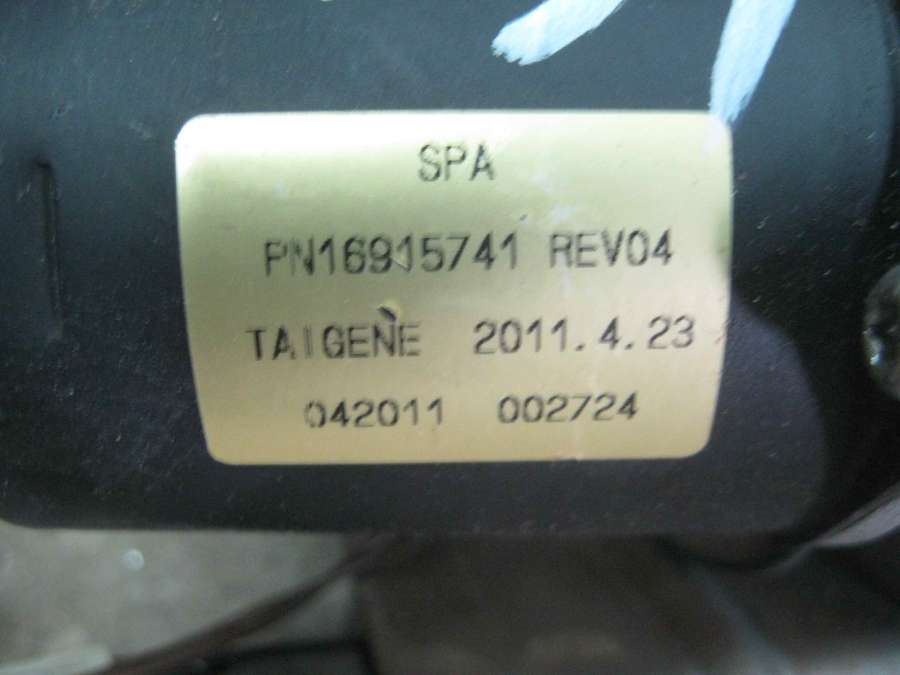 SPA
PN16915741 REV04
TAIGENE 2011.4.23
042011 002724